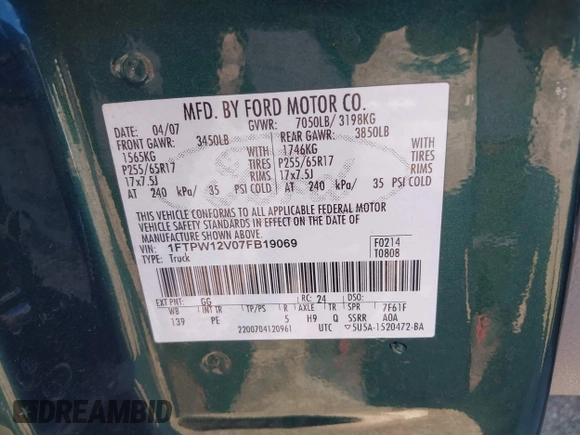 MFD. BY FORD MOTOR CO.
DATE: 04/07 GVWR: 7050LB/ 3198KG
FRONT GAWR: 3450LB REAR GAWR: 3850LB
1565KG WITH 1746KG WITH
P255/65R17 TIRES P255/65R17 TIRES
17x7.5J RIMS 17x7.5J RIMS
AT 240 kPa/ 35 PSI COLD AT 240 kPa/ 35 PSI COLD
THIS VEHICLE CONFORMS TO ALL APPLICABLE FEDERAL MOTOR
VEHICLE SAFETY STANDARDS IN EFFECT ON THE DATE OF
MANUFACTURE SHOWN ABOVE.
VIN: 1FTPW12V07FB19069 F0214
TYPE: Truck T0808
EXT PNT: GG RC: 24 DSO:
WB INT TR TP/PS R AXLE TR SPR 7F61F
139 PE 5 H9 Q SSRR AOA
2200704120961 UTC 5U5A-1520472-BA
DREAMBID